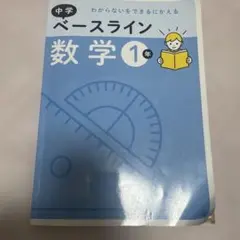 わからないをできるにかえる
中学
ベースライン
数学 1年